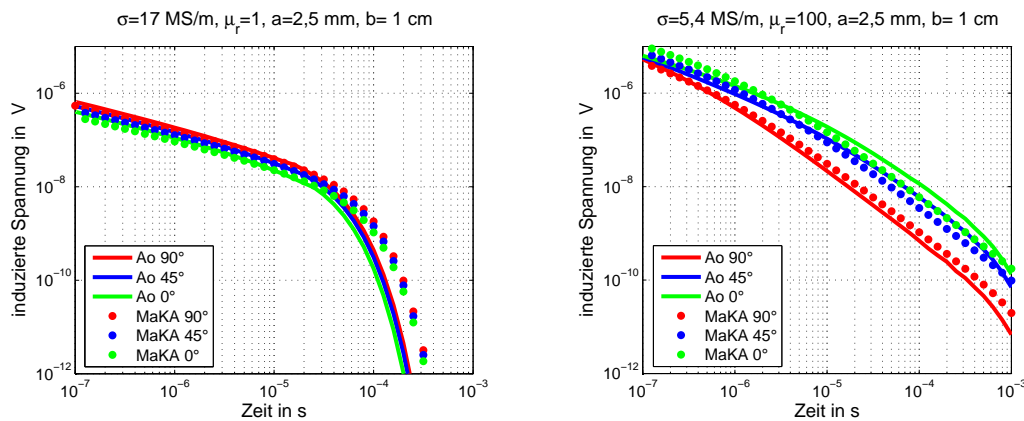 σ=17 MS/m, μr=1, a=2,5 mm, b= 1 cm
induzierte Spannung in V
10⁻⁶
10⁻⁸
10⁻¹⁰
10⁻¹²
Ao 90°
Ao 45°
Ao 0°
MaKA 90°
MaKA 45°
MaKA 0°
10⁻⁷ 10⁻⁶ 10⁻⁵ 10⁻⁴ 10⁻³
Zeit in s
σ=5,4 MS/m, μr=100, a=2,5 mm, b= 1 cm
induzierte Spannung in V
10⁻⁶
10⁻⁸
10⁻¹⁰
10⁻¹²
Ao 90°
Ao 45°
Ao 0°
MaKA 90°
MaKA 45°
MaKA 0°
10⁻⁷ 10⁻⁶ 10⁻⁵ 10⁻⁴ 10⁻³
Zeit in s